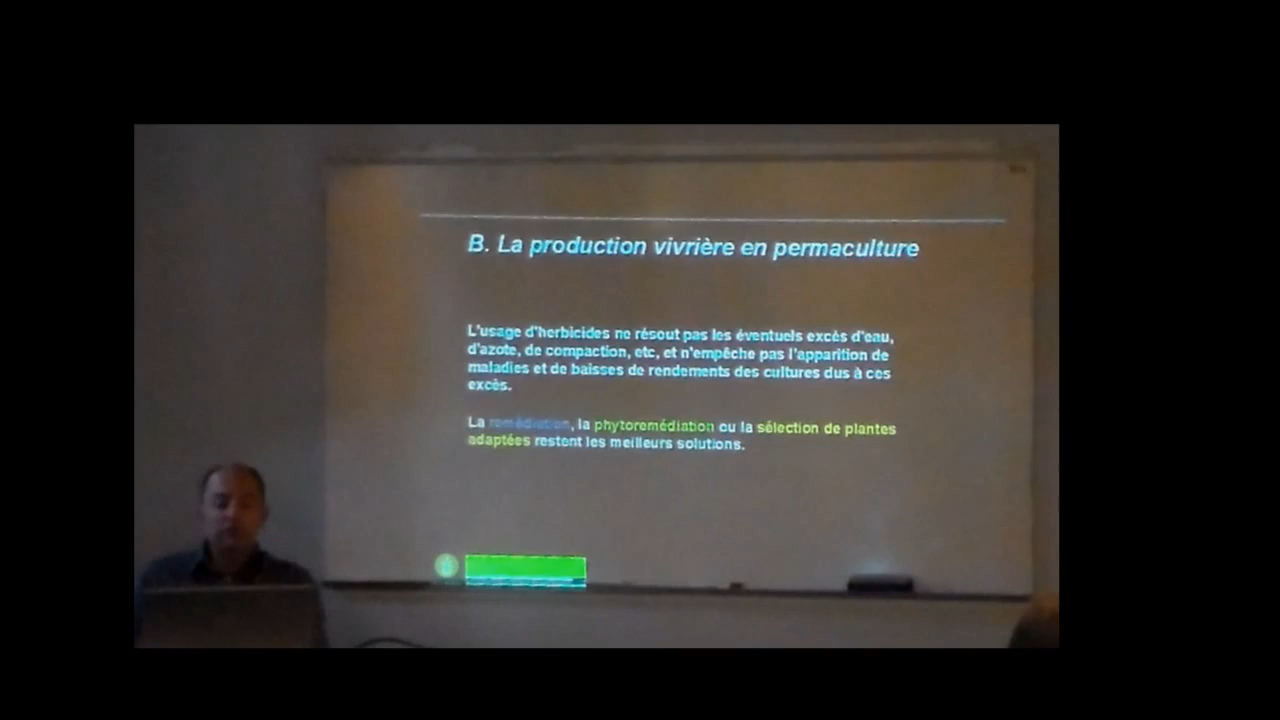 B. La production vivrière en permaculture
L'usage d'herbicides ne résout pas les éventuels excès d'eau,
d'azote, de compaction, etc, et n'empêche pas l'apparition de
maladies et de baisses de rendements des cultures dus à ces
excès.
La remédiation, la phytoremédiation ou la sélection de plantes
adaptées restent les meilleurs solutions.